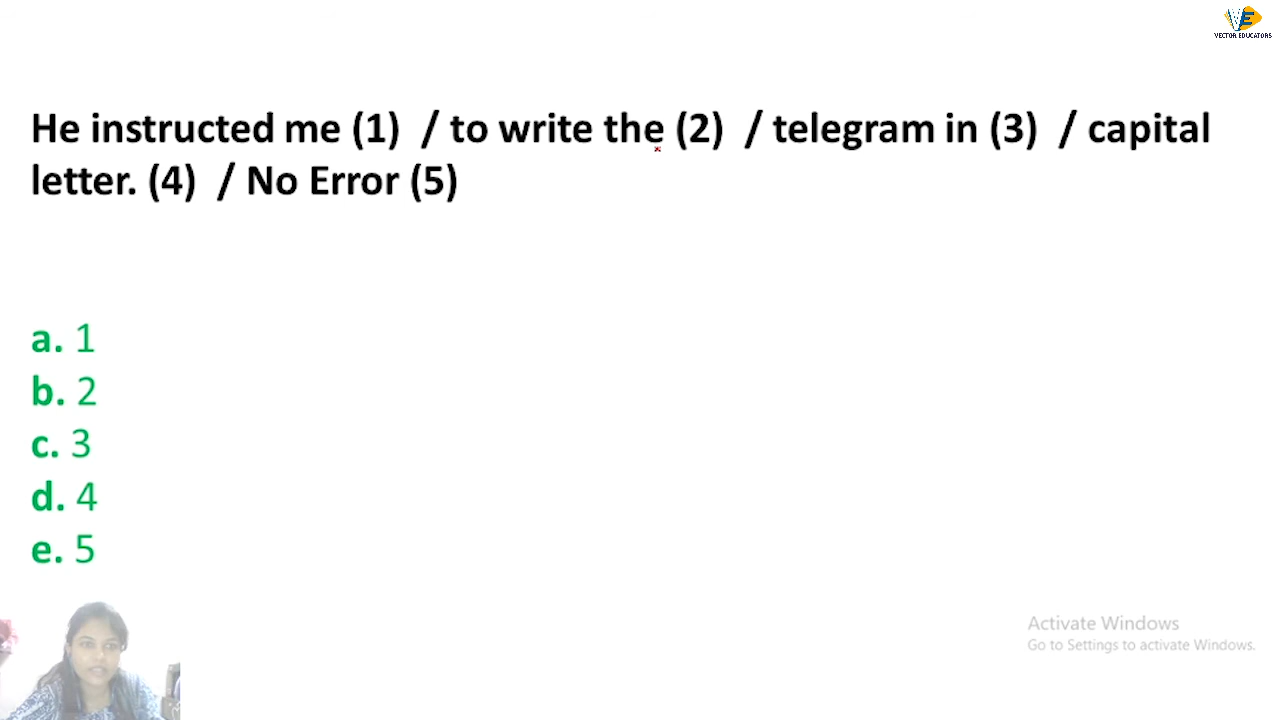 VECTOR EDUCATORS
He instructed me (1) / to write the (2) / telegram in (3) / capital
letter. (4) / No Error (5)
a. 1
b. 2
c. 3
d. 4
e. 5
Activate Windows
Go to Settings to activate Windows.